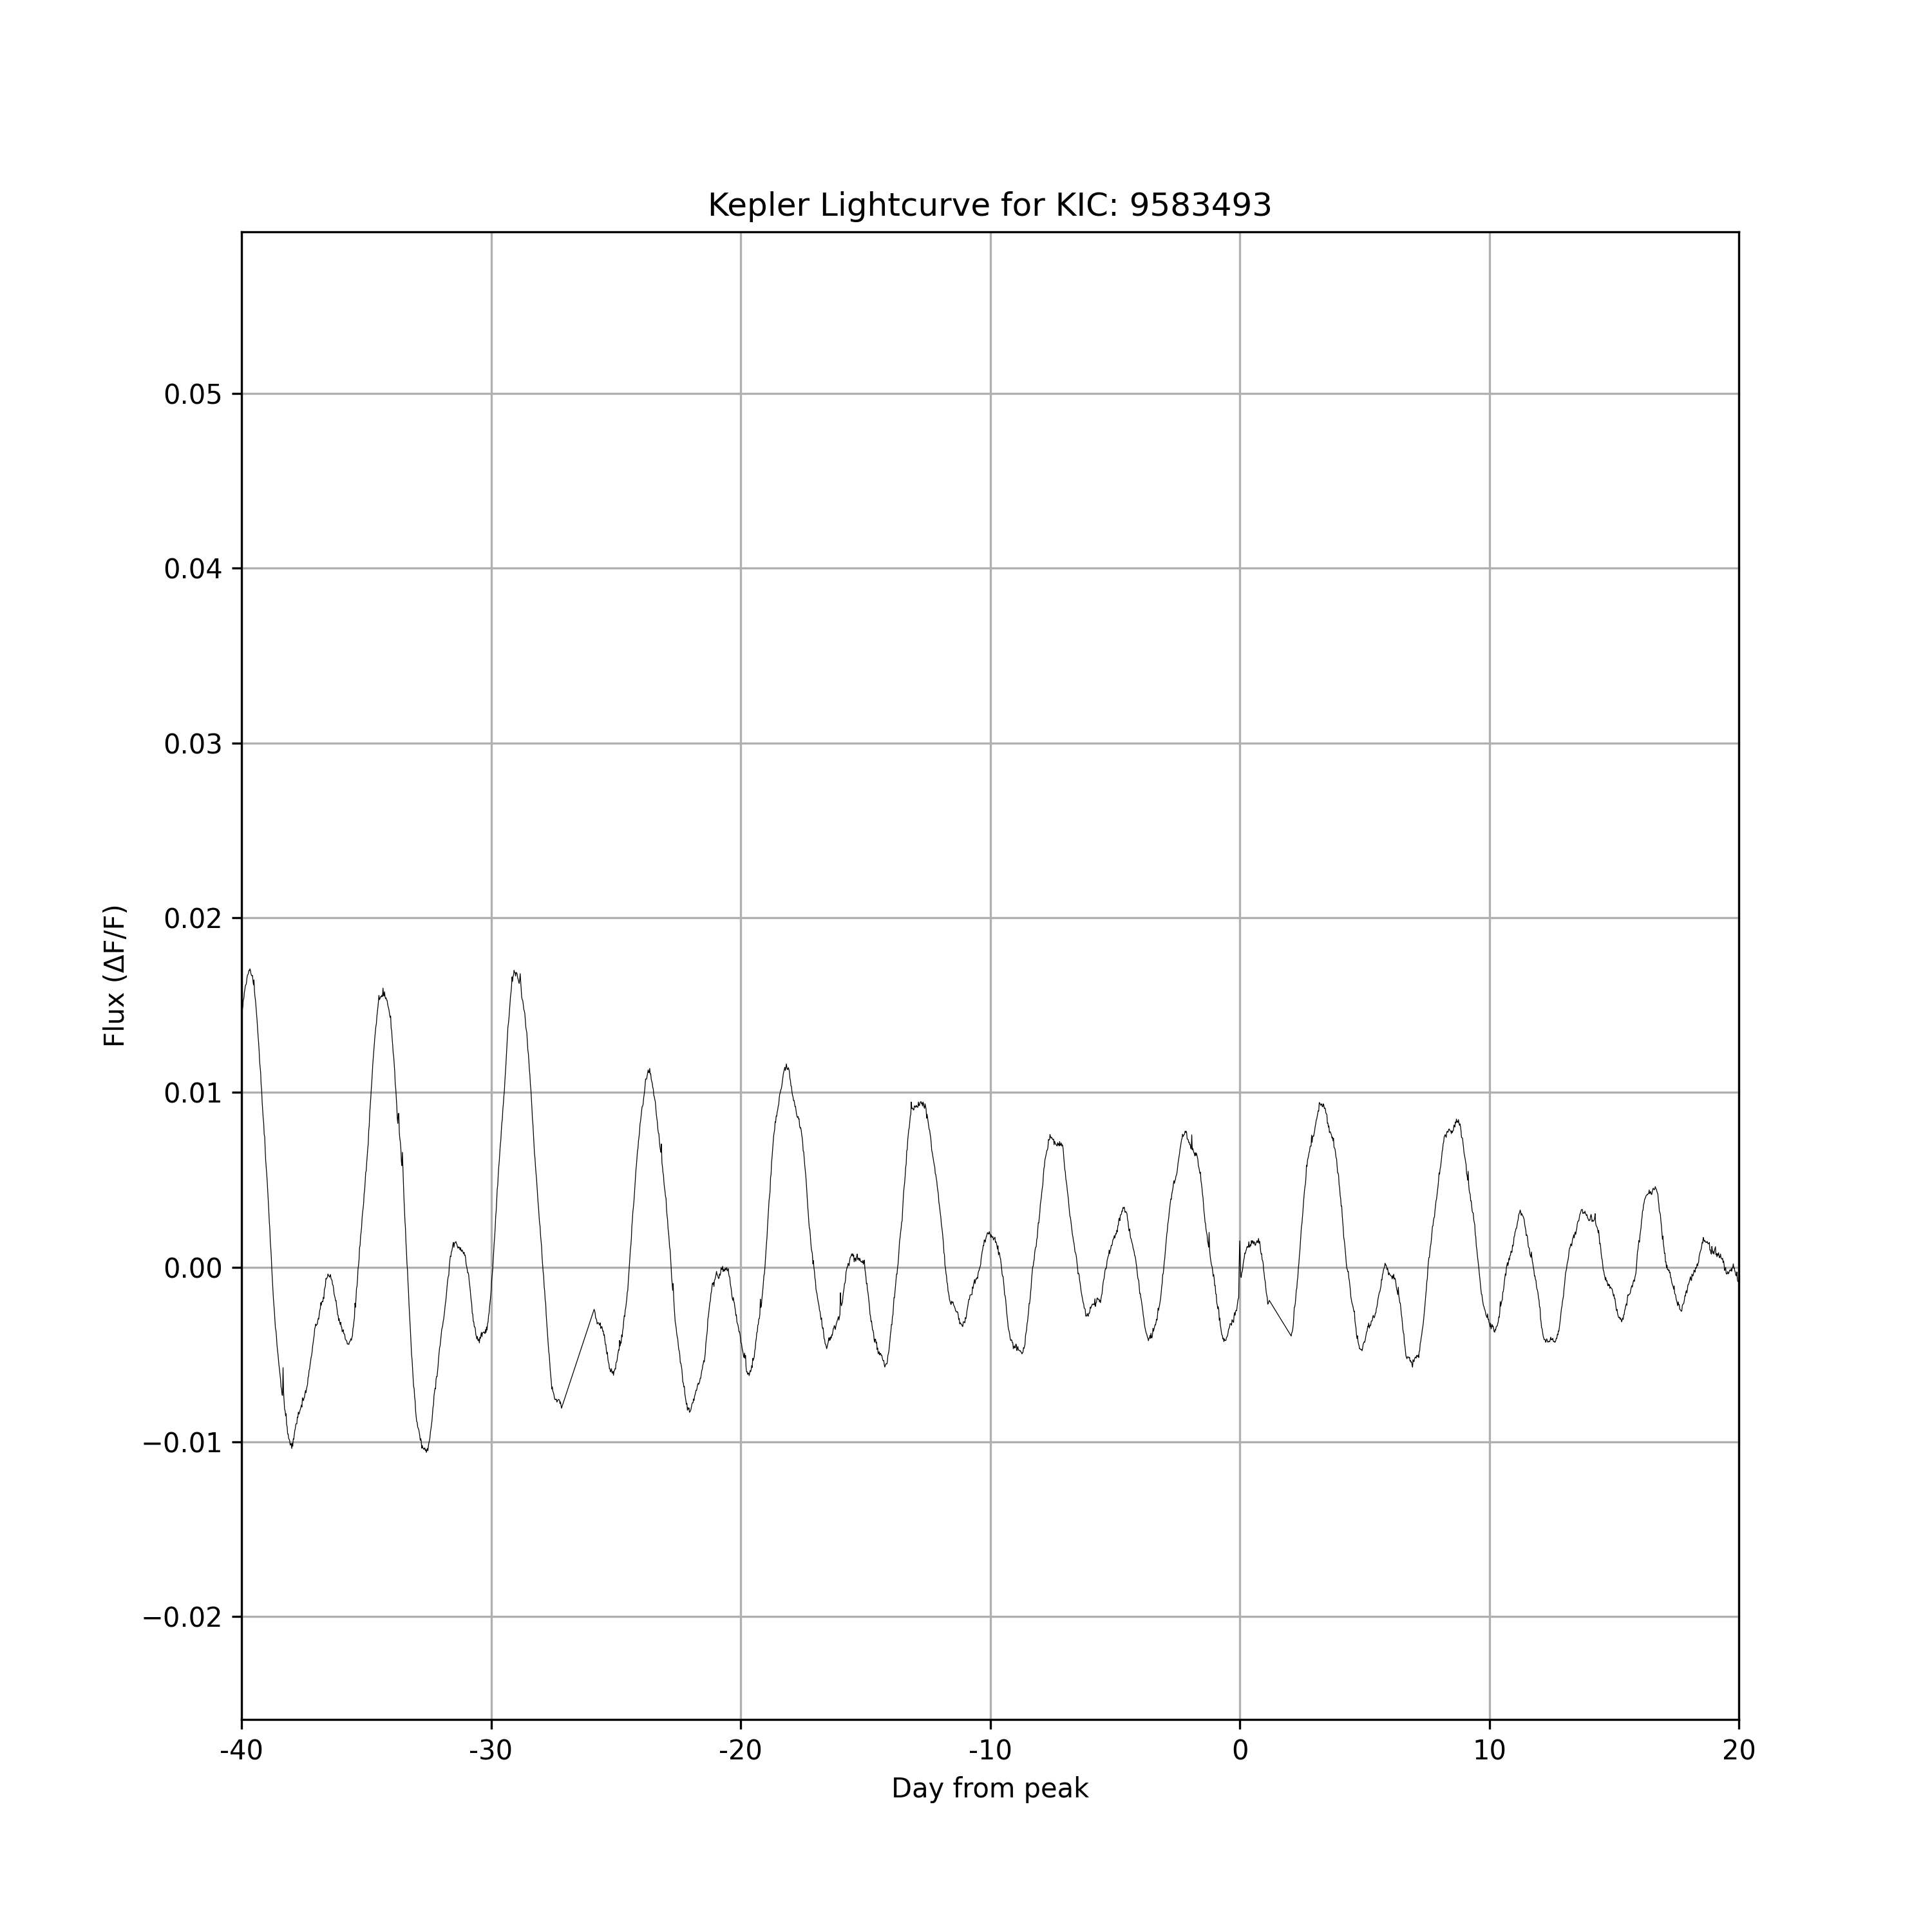 Kepler Lightcurve for KIC: 9583493
0.05
0.04
0.03
0.02
0.01
0.00
−0.01
−0.02
Flux (ΔF/F)
-40 -30 -20 -10 0 10 20
Day from peak